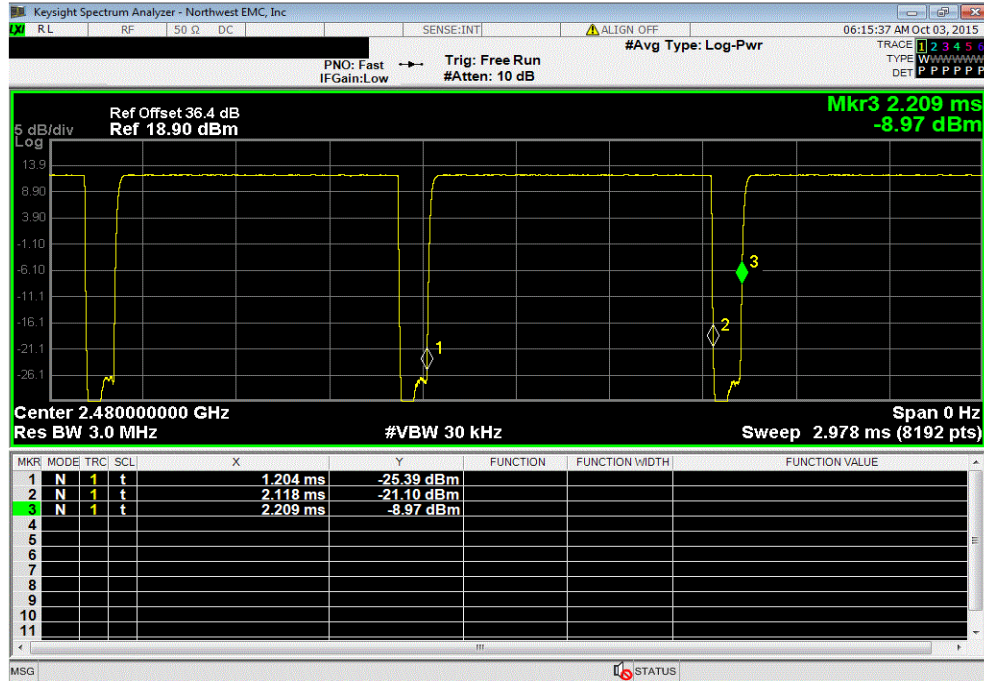 Keysight Spectrum Analyzer - Northwest EMC, Inc
LXI RL RF 50 Ω DC SENSE:INT ALIGN OFF 06:15:37 AM Oct 03, 2015
#Avg Type: Log-Pwr
TRACE 1 2 3 4 5 6
PNO: Fast Trig: Free Run TYPE WWWWWW
IFGain:Low #Atten: 10 dB DET P P P P P P
Mkr3 2.209 ms
Ref Offset 36.4 dB
5 dB/div Ref 18.90 dBm -8.97 dBm
Log
13.9
8.90
3.90
-1.10
-6.10
3
-11.1
-16.1
2
-21.1
1
-26.1
Center 2.480000000 GHz Span 0 Hz
Res BW 3.0 MHz #VBW 30 kHz Sweep 2.978 ms (8192 pts)
MKR MODE TRC SCL X Y FUNCTION FUNCTION WIDTH FUNCTION VALUE
1 N 1 t 1.204 ms -25.39 dBm
2 N 1 t 2.118 ms -21.10 dBm
3 N 1 t 2.209 ms -8.97 dBm
4
5
6
7
8
9
10
11
MSG STATUS